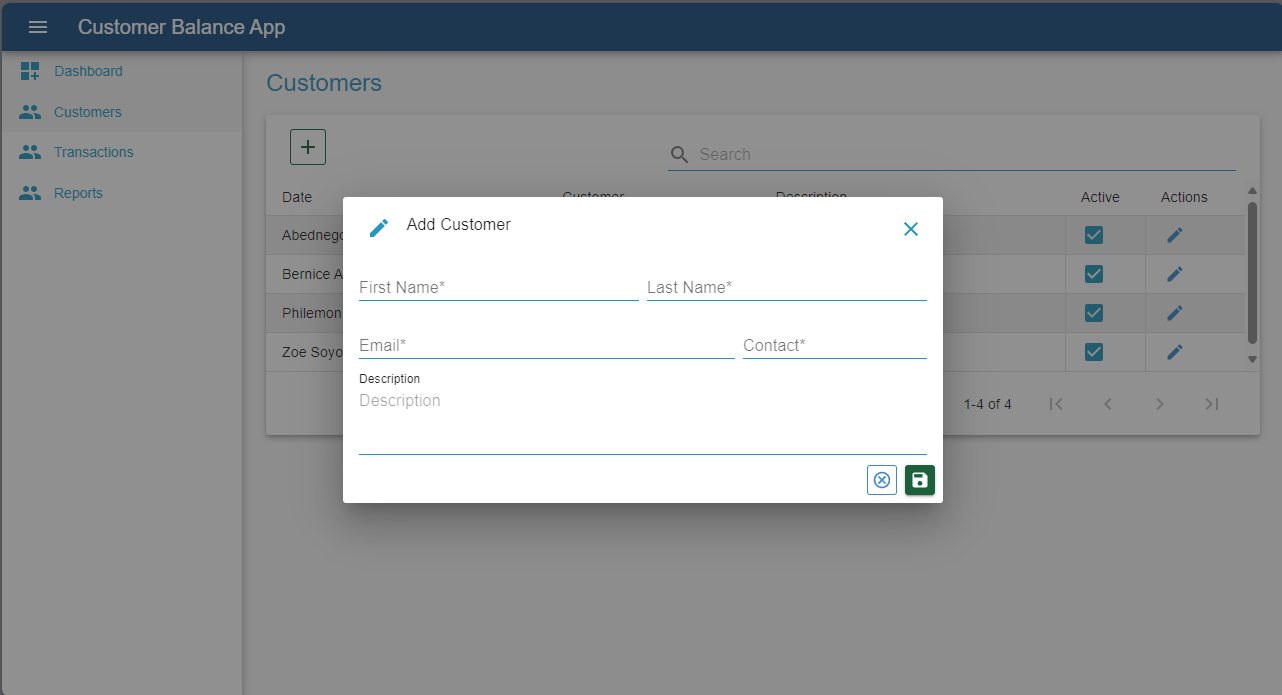 Customer Balance App
Dashboard
Customers
Transactions
Reports
Customers
Search
Date Customer Description Active Actions
Abednego
Bernice A
Philemon
Zoe Soyo
1-4 of 4
Add Customer
First Name* Last Name*
Email* Contact*
Description
Description